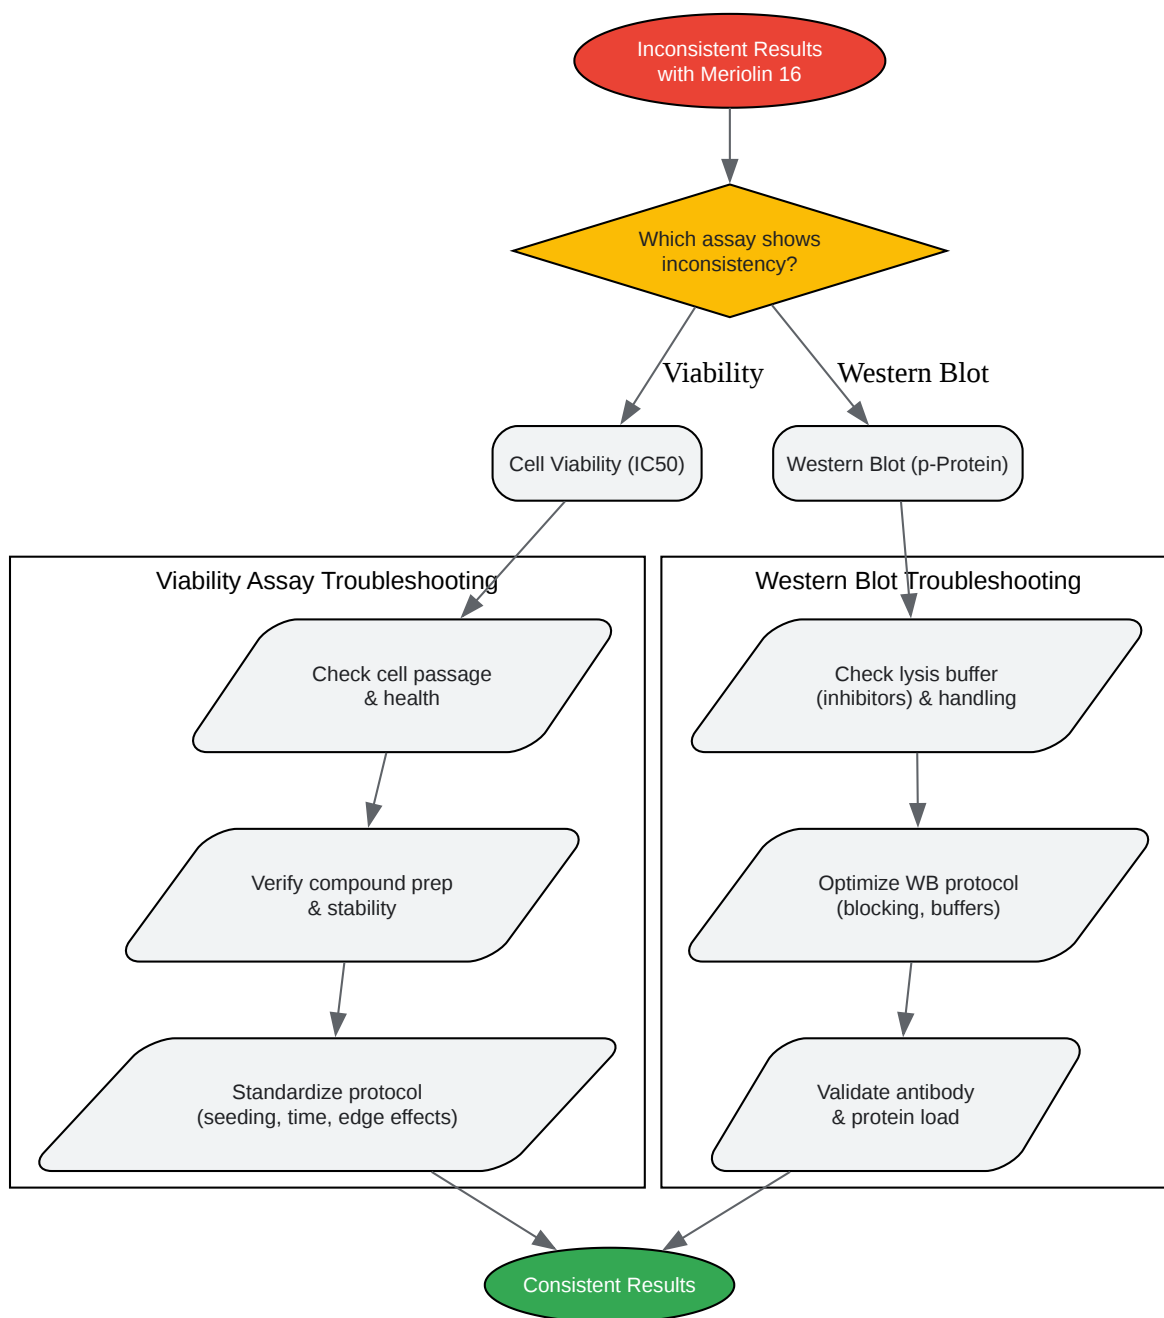 Inconsistent Results
with Meriolin 16
Which assay shows
inconsistency?
Viability
Western Blot
Cell Viability (IC50)
Western Blot (p-Protein)
Viability Assay Troubleshooting
Western Blot Troubleshooting
Check cell passage
& health
Check lysis buffer
(inhibitors) & handling
Verify compound prep
& stability
Optimize WB protocol
(blocking, buffers)
Standardize protocol
(seeding, time, edge effects)
Validate antibody
& protein load
Consistent Results